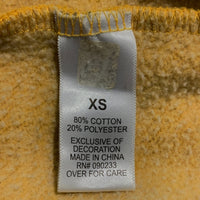 XS
80% COTTON
20% POLYESTER
EXCLUSIVE OF
DECORATION
MADE IN CHINA
RN# 090233
OVER FOR CARE